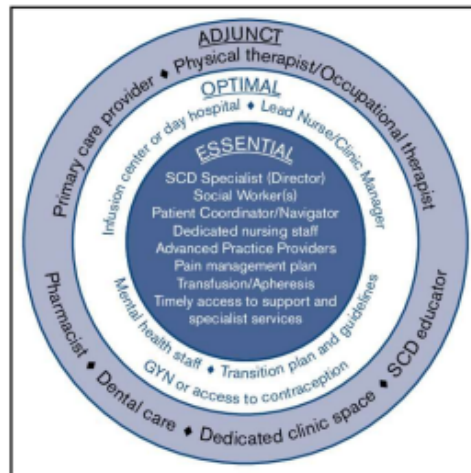 ADJUNCT
Primary care provider ♦ Physical therapist/Occupational therapist
OPTIMAL
Infusion center or day hospital ♦ Lead Nurse/Clinic Manager
ESSENTIAL
SCD Specialist (Director)
Social Worker(s)
Patient Coordinator/Navigator
Dedicated nursing staff
Advanced Practice Providers
Pain management plan
Transfusion/Apheresis
Timely access to support and
specialist services
Mental health staff ♦ Transition plan and guidelines
GYN or access to contraception
Pharmacist ♦ Dental care ♦ Dedicated clinic space ♦ SCD educator